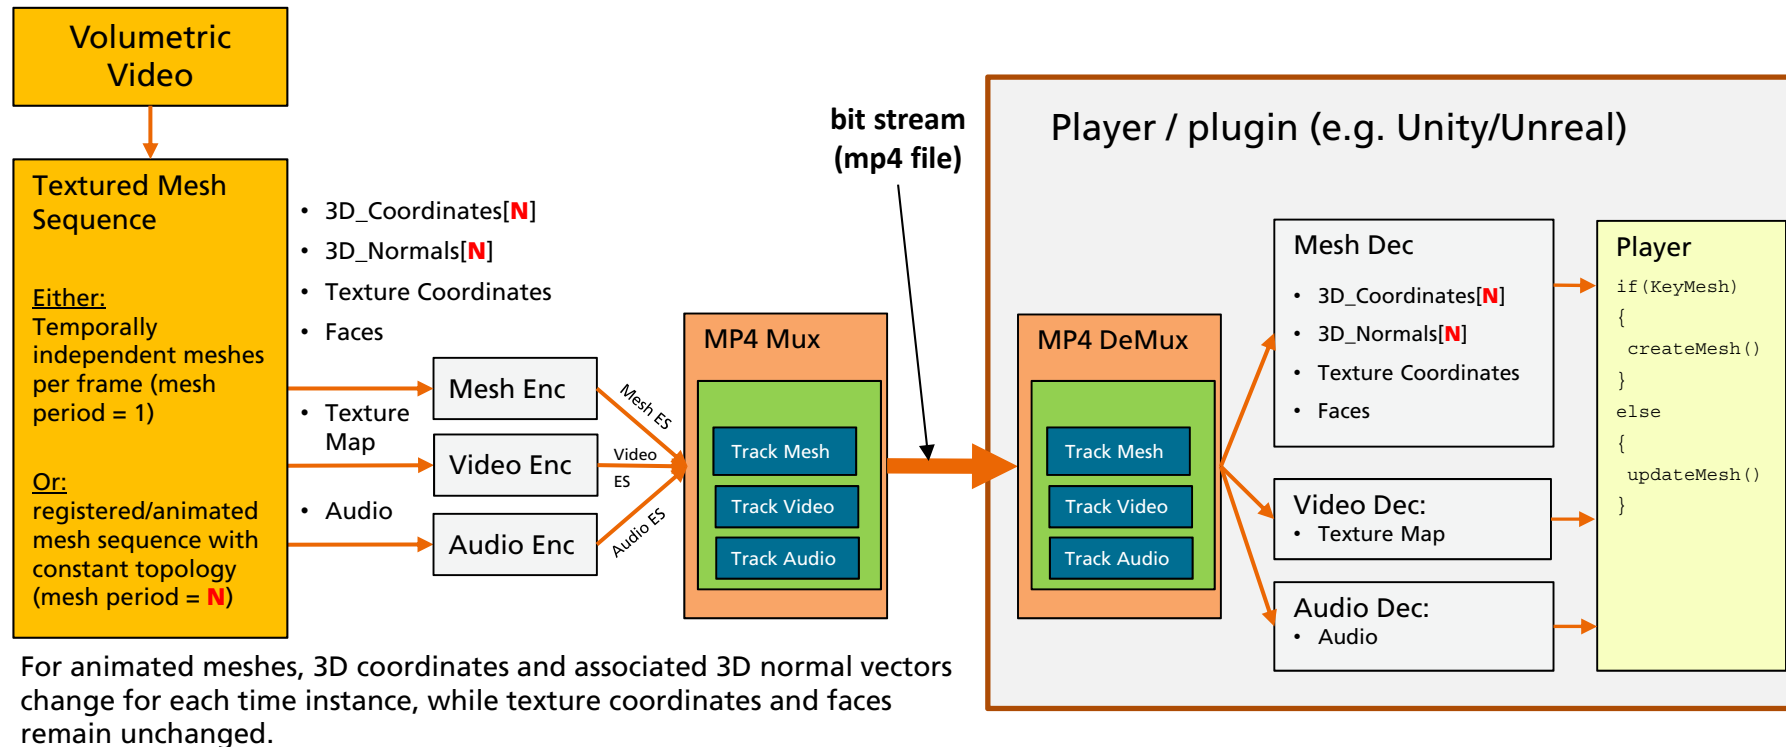 Volumetric
Video
Textured Mesh
Sequence
Either:
Temporally
independent meshes
per frame (mesh
period = 1)
Or:
registered/animated
mesh sequence with
constant topology
(mesh period = N)
• 3D_Coordinates[N]
• 3D_Normals[N]
• Texture Coordinates
• Faces
• Texture
Map
• Audio
Mesh Enc
Video Enc
Audio Enc
Mesh ES
Video
ES
Audio ES
MP4 Mux
Track Mesh
Track Video
Track Audio
bit stream
(mp4 file)
Player / plugin (e.g. Unity/Unreal)
MP4 DeMux
Track Mesh
Track Video
Track Audio
Mesh Dec
• 3D_Coordinates[N]
• 3D_Normals[N]
• Texture Coordinates
• Faces
Video Dec:
• Texture Map
Audio Dec:
• Audio
Player
if(KeyMesh)
{
createMesh()
}
else
{
updateMesh()
}
For animated meshes, 3D coordinates and associated 3D normal vectors
change for each time instance, while texture coordinates and faces
remain unchanged.